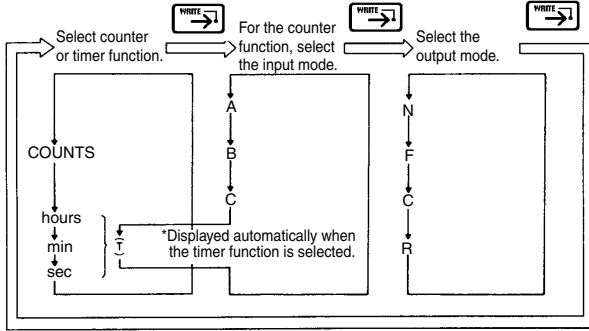 WRITE
WRITE
WRITE
Select counter
or timer function.
For the counter
function, select
the input mode.
Select the
output mode.
COUNTS
hours
min
sec
A
B
C
(T)
*Displayed automatically when
the timer function is selected.
N
F
C
R